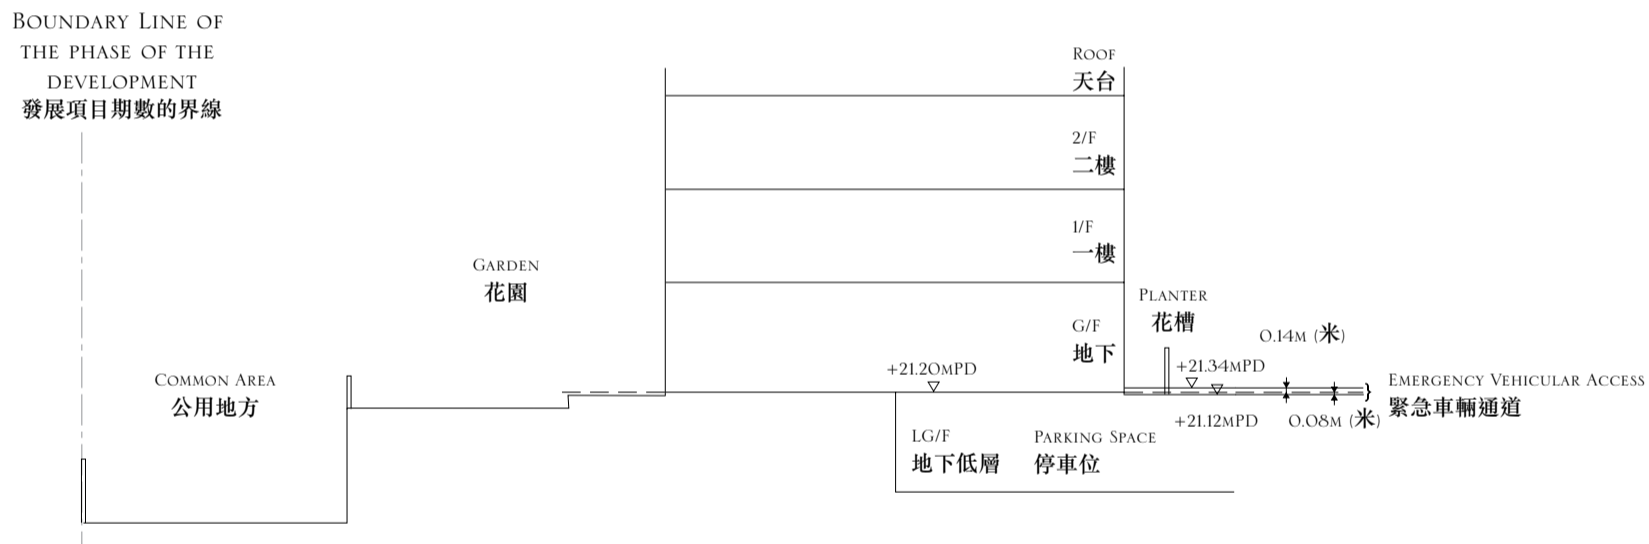 BOUNDARY LINE OF
THE PHASE OF THE
DEVELOPMENT
發展項目期數的界線
ROOF
天台
2/F
二樓
1/F
一樓
GARDEN
花園
PLANTER
花槽
G/F
地下
0.14M (米)
+21.20MPD
+21.34MPD
COMMON AREA
公用地方
EMERGENCY VEHICULAR ACCESS
緊急車輛通道
+21.12MPD
0.08M (米)
LG/F
地下低層
PARKING SPACE
停車位